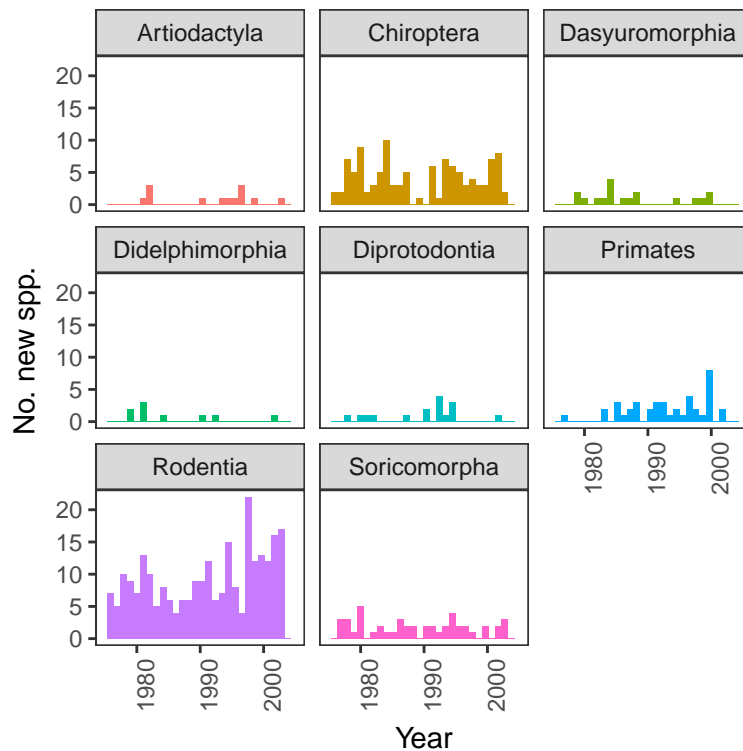 Artiodactyla Chiroptera Dasyuromorphia
20
15
10
5
0
Didelphimorphia Diprotodontia Primates
20
15
10
5
0
1980 1990 2000
Rodentia Soricomorpha
20
15
10
5
0
1980 1990 2000 1980 1990 2000
No. new spp.
Year